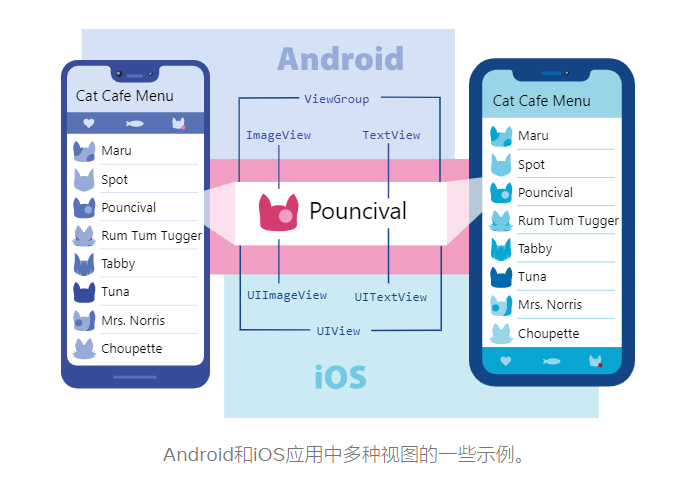 Android
ViewGroup
ImageView
TextView
Cat Cafe Menu
Maru
Spot
Pouncival
Rum Tum Tugger
Tabby
Tuna
Mrs. Norris
Choupette
Pouncival
Cat Cafe Menu
Maru
Spot
Pouncival
Rum Tum Tugger
Tabby
Tuna
Mrs. Norris
Choupette
UIImageView
UITextView
UIView
iOS
Android和iOS应用中多种视图的一些示例。